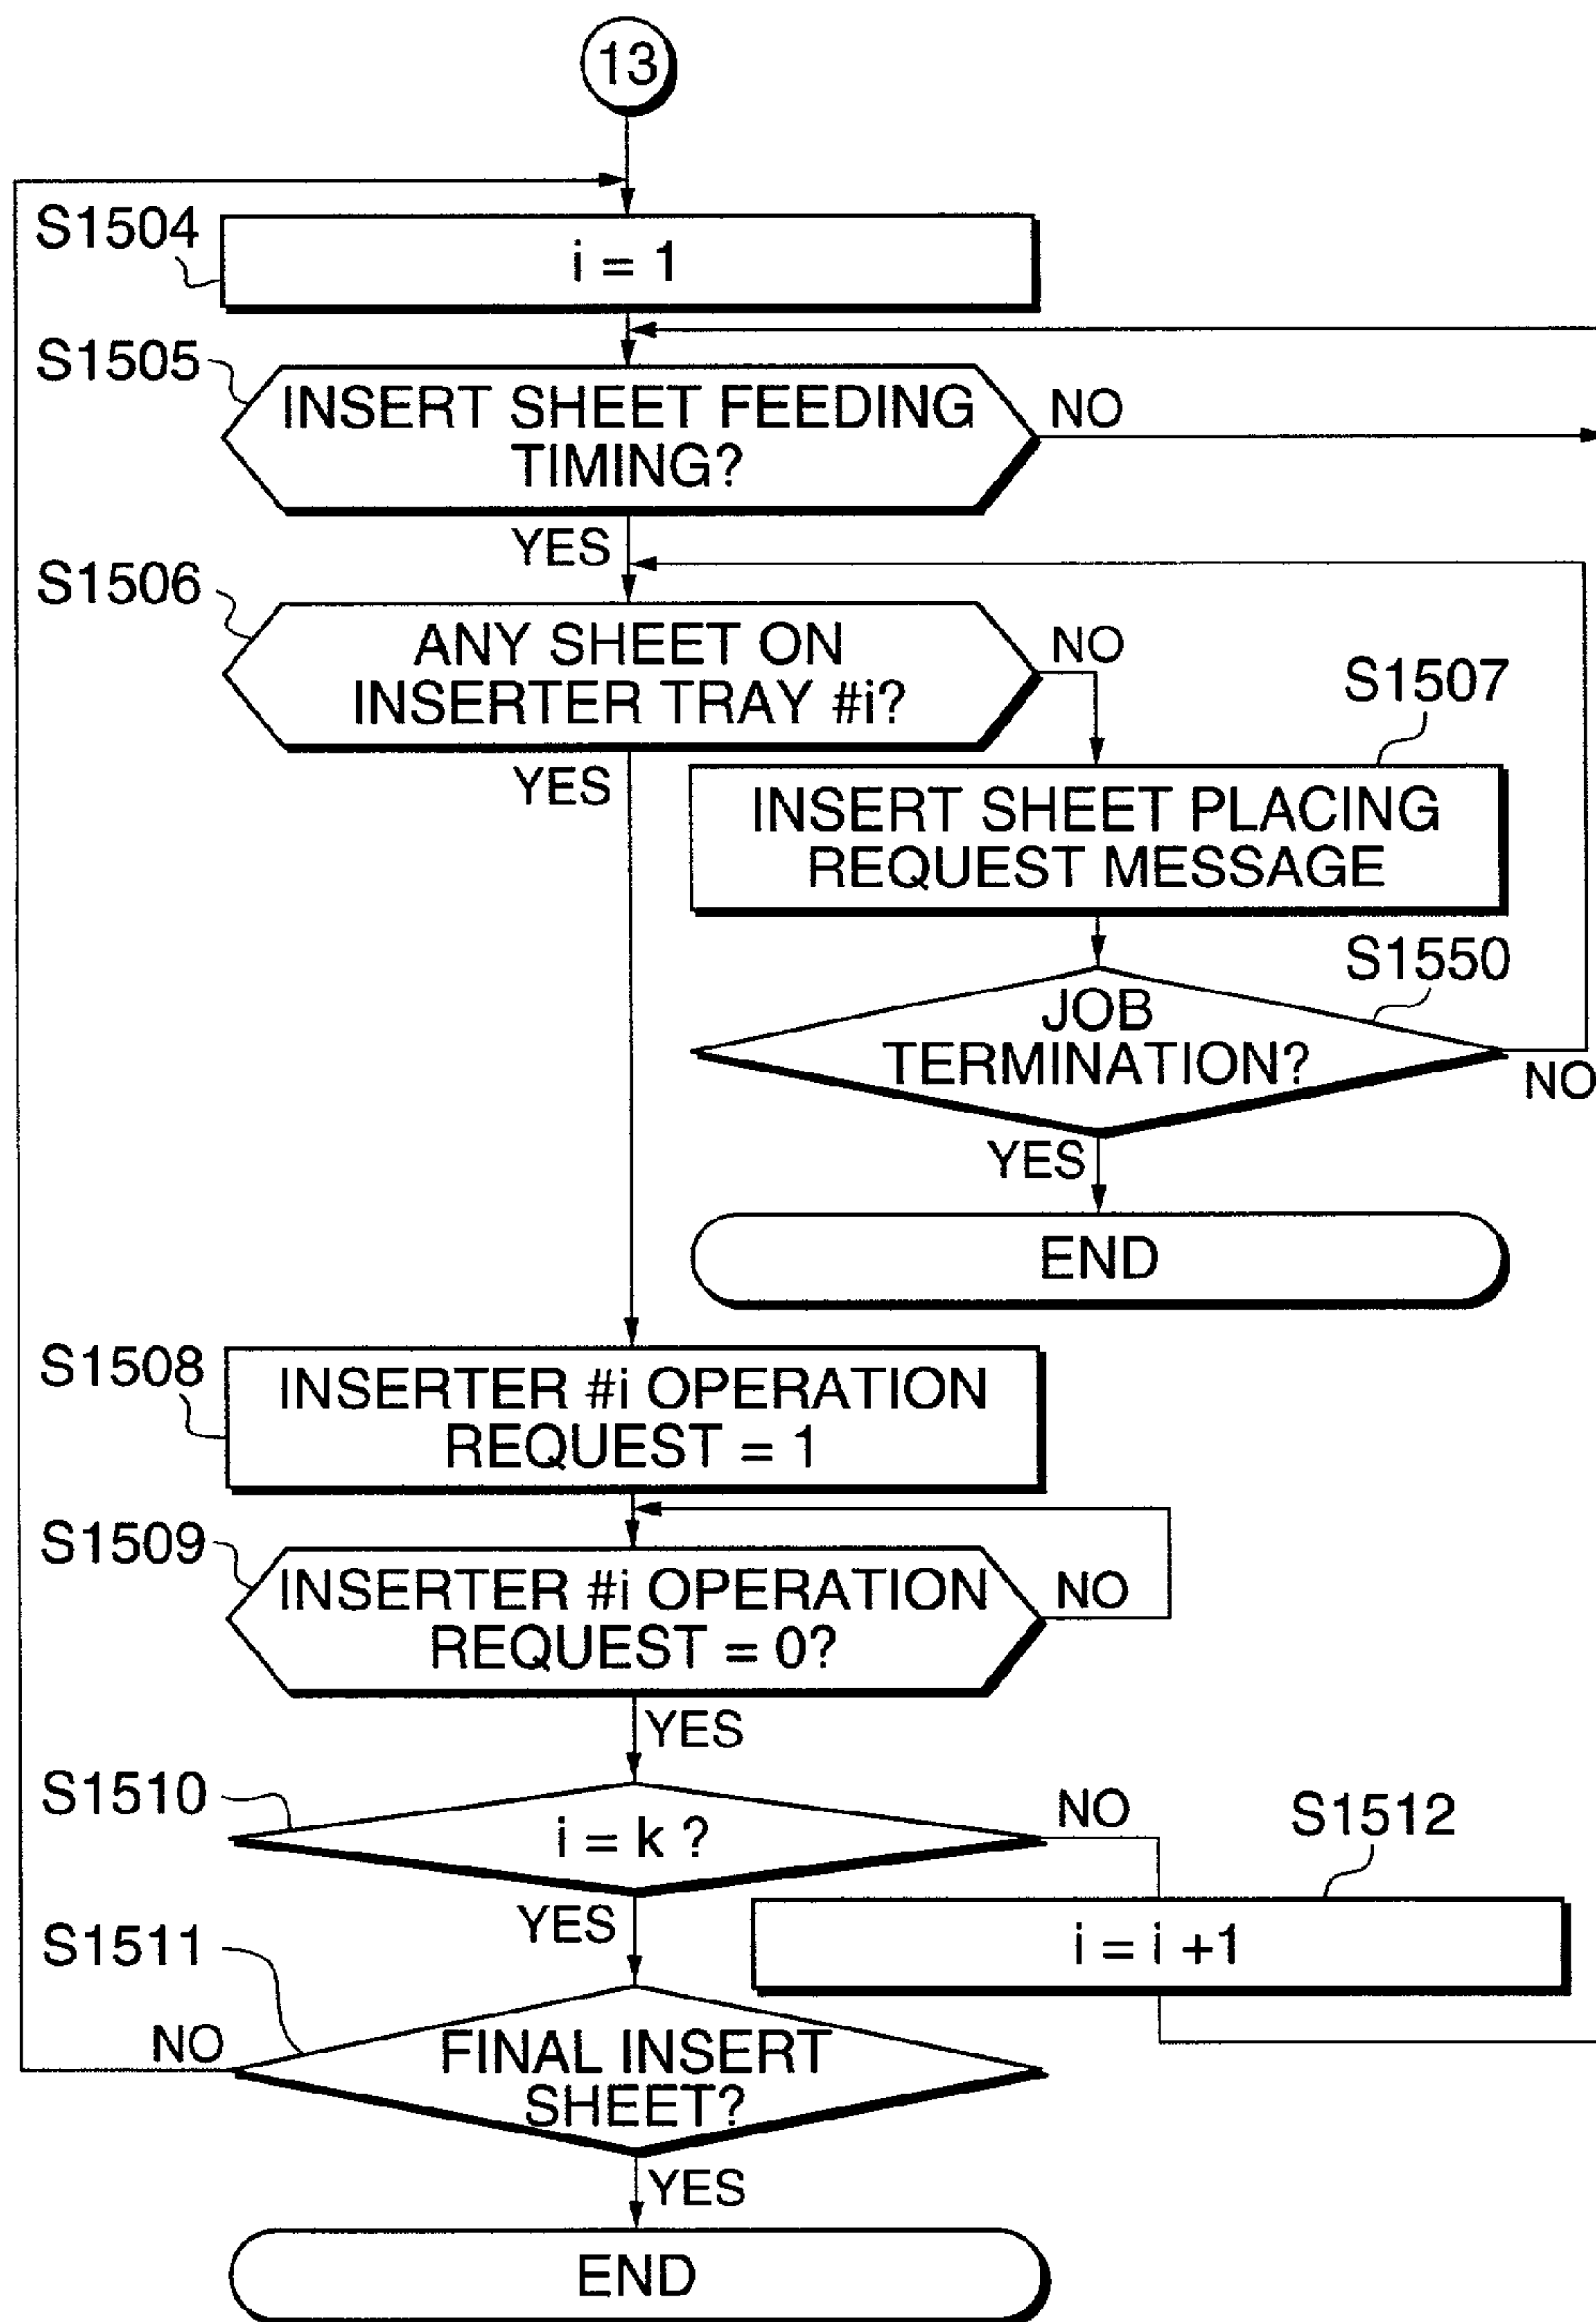 13
S1504
i = 1
S1505
INSERT SHEET FEEDING
TIMING?
NO
YES
S1506
ANY SHEET ON
INSERTER TRAY #i?
NO
YES
S1507
INSERT SHEET PLACING
REQUEST MESSAGE
S1550
JOB
TERMINATION?
NO
YES
END
S1508
INSERTER #i OPERATION
REQUEST = 1
S1509
INSERTER #i OPERATION
REQUEST = 0?
NO
YES
S1510
i = k ?
NO
S1512
YES
i = i +1
S1511
NO
FINAL INSERT
SHEET?
YES
END